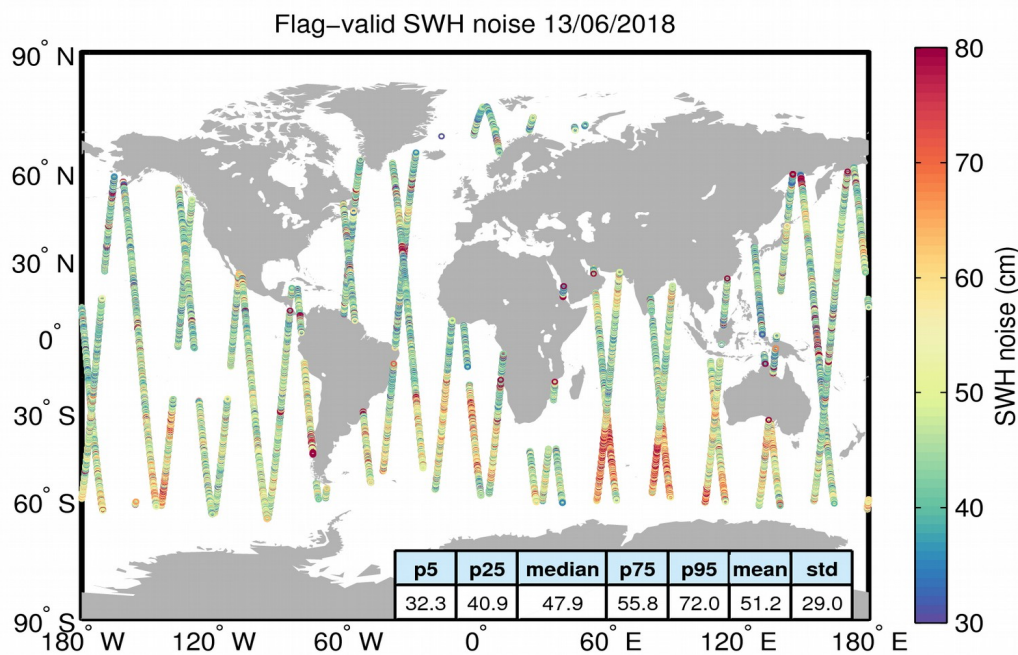 Flag−valid SWH noise 13/06/2018
90° N
60° N
30° N
0°
30° S
60° S
90° S
180° W
120° W
60° W
0°
60° E
120° E
180° E
p5 p25 median p75 p95 mean std
32.3 40.9 47.9 55.8 72.0 51.2 29.0
80
70
60
50
40
30
SWH noise (cm)